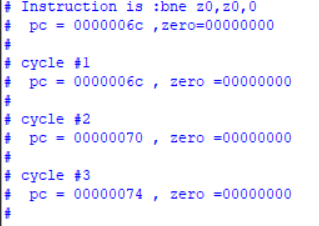 # Instruction is :bne z0,z0,0
#  pc = 0000006c ,zero=00000000
#
# cycle #1
#  pc = 0000006c , zero =00000000
#
# cycle #2
#  pc = 00000070 , zero =00000000
#
# cycle #3
#  pc = 00000074 , zero =00000000
#